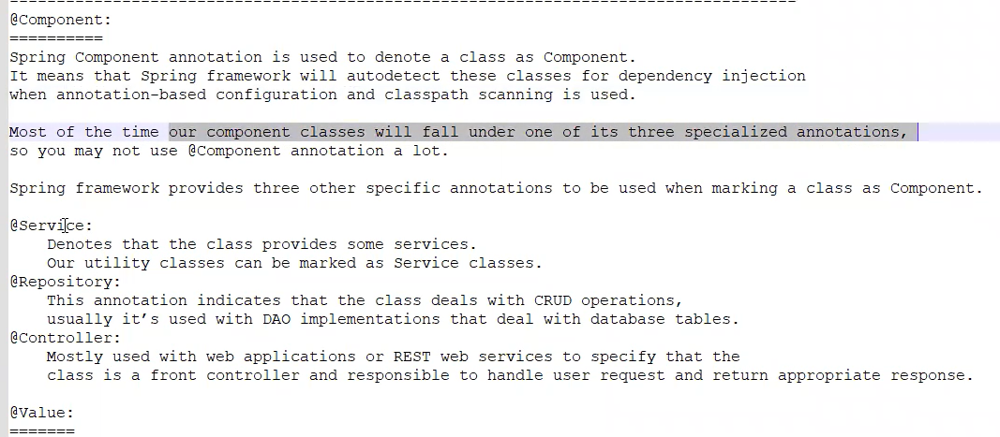 @Component:
==========
Spring Component annotation is used to denote a class as Component.
It means that Spring framework will autodetect these classes for dependency injection
when annotation-based configuration and classpath scanning is used.
Most of the time our component classes will fall under one of its three specialized annotations,
so you may not use @Component annotation a lot.
Spring framework provides three other specific annotations to be used when marking a class as Component.
@Service:
Denotes that the class provides some services.
Our utility classes can be marked as Service classes.
@Repository:
This annotation indicates that the class deals with CRUD operations,
usually it’s used with DAO implementations that deal with database tables.
@Controller:
Mostly used with web applications or REST web services to specify that the
class is a front controller and responsible to handle user request and return appropriate response.
@Value:
=======